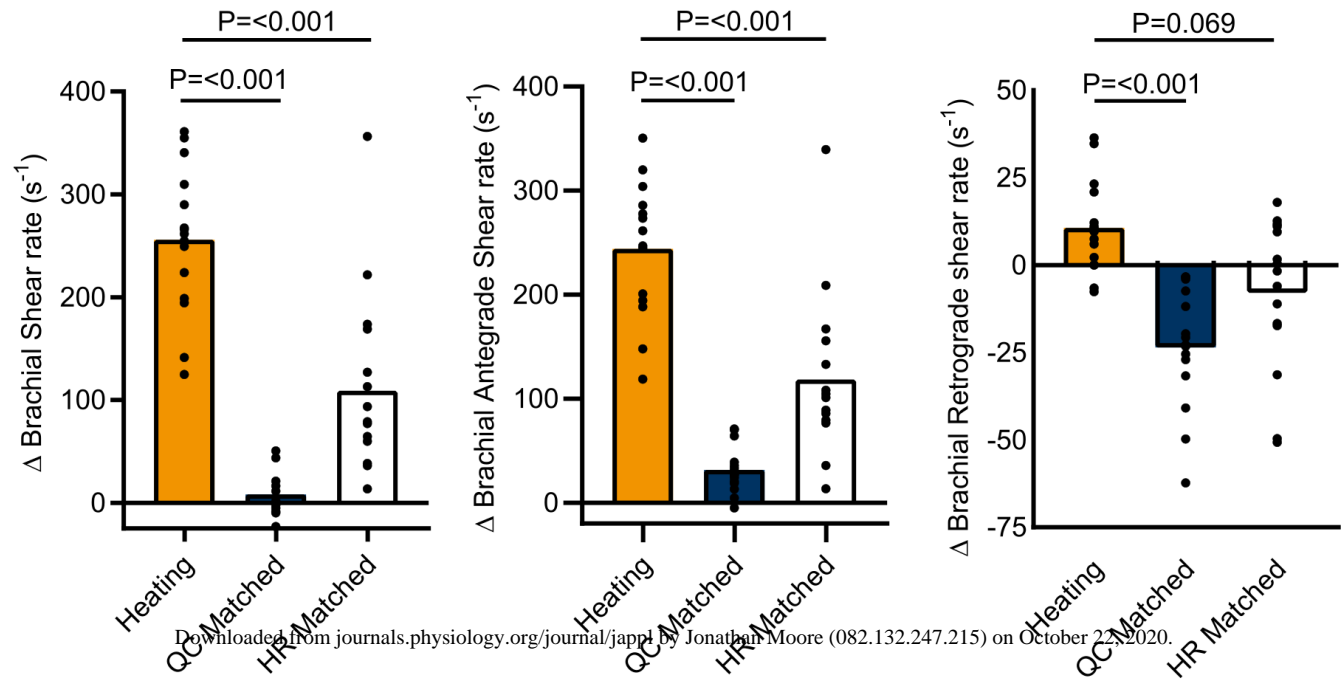 P=<0.001
P=<0.001
400
300
200
100
0
Δ Brachial Shear rate (s-1)
Heating
QC Matched
HR Matched
P=<0.001
P=<0.001
400
300
200
100
0
Δ Brachial Antegrade Shear rate (s-1)
Heating
QC Matched
HR Matched
P=0.069
P=<0.001
50
25
0
-25
-50
-75
Δ Brachial Retrograde shear rate (s-1)
Heating
QC Matched
HR Matched
Downloaded from journals.physiology.org/journal/jappl by Jonathan Moore (082.132.247.215) on October 22, 2020.